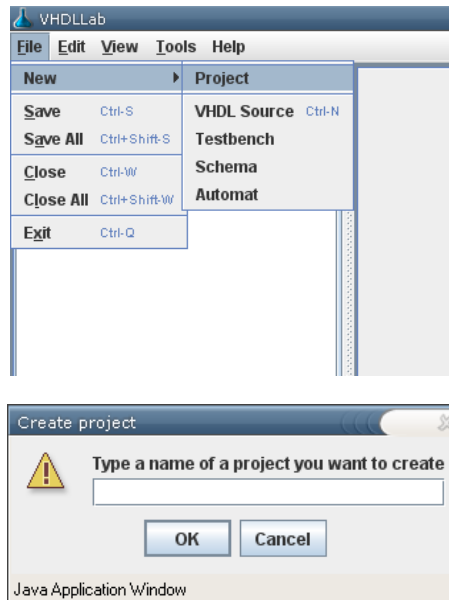 VHDLLab
File Edit View Tools Help
New Project
Save Ctrl-S VHDL Source Ctrl-N
Save All Ctrl+Shift-S Testbench
Close Ctrl-W Schema
Close All Ctrl+Shift-W Automat
Exit Ctrl-Q
Create project
Type a name of a project you want to create
OK Cancel
Java Application Window